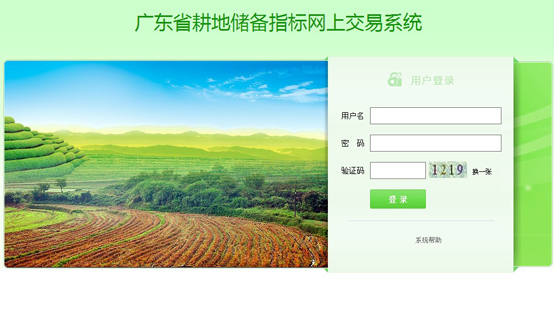 广东省耕地储备指标网上交易系统
用户登录
用户名
密 码
验证码 1219 换一张
登 录
系统帮助